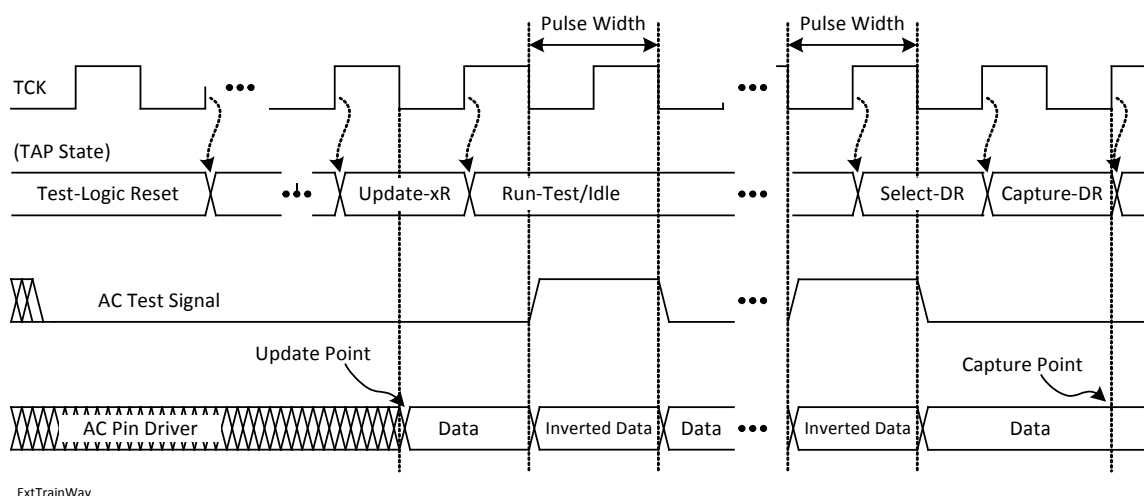 Pulse Width Pulse Width
TCK
(TAP State)
Test-Logic Reset Update-xR Run-Test/Idle Select-DR Capture-DR
AC Test Signal
Update Point Capture Point
AC Pin Driver Data Inverted Data Data Inverted Data Data
ExtTrainWav